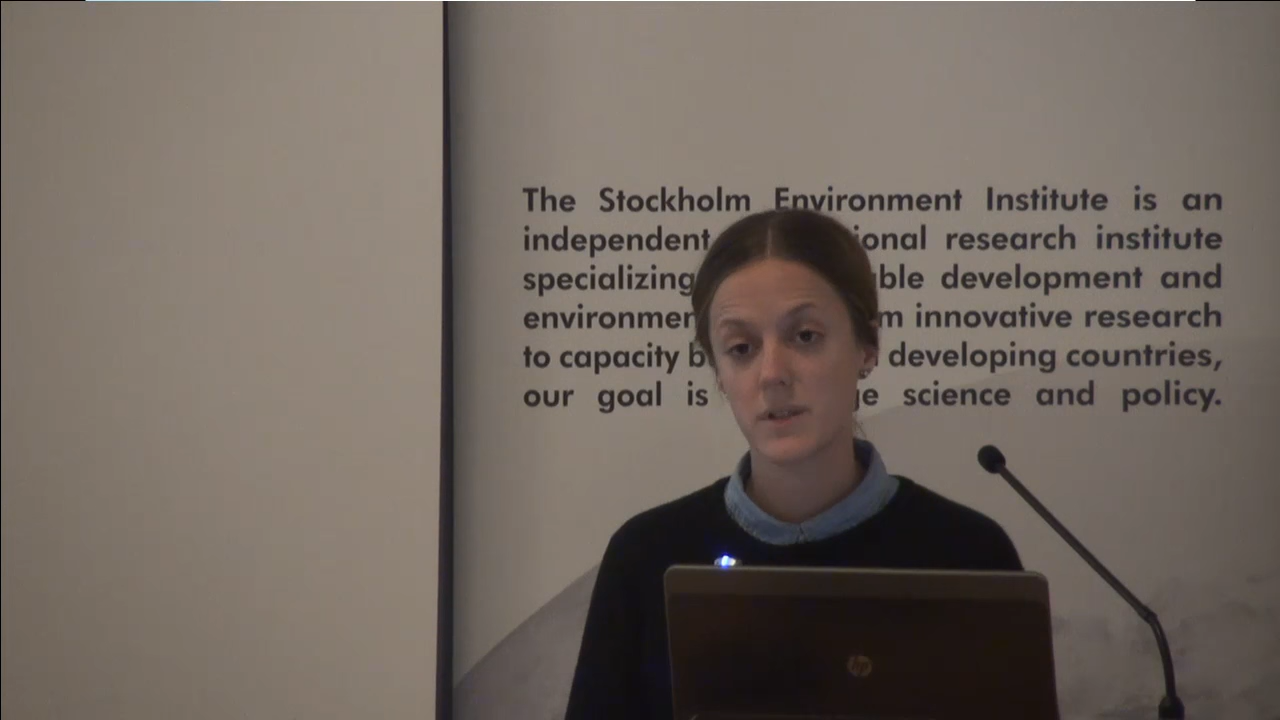 The Stockholm Environment Institute is an
independent ional research institute
specializing ble development and
environmen m innovative research
to capacity b developing countries,
our goal is ge science and policy.
hp